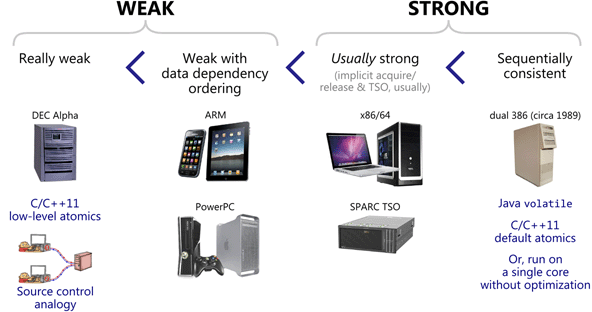 WEAK
STRONG
Really weak
Weak with
data dependency
ordering
Usually strong
(implicit acquire/
release & TSO, usually)
Sequentially
consistent
DEC Alpha
ARM
x86/64
dual 386 (circa 1989)
C/C++11
low-level atomics
PowerPC
SPARC TSO
Java volatile
C/C++11
default atomics
Source control
analogy
Or, run on
a single core
without optimization